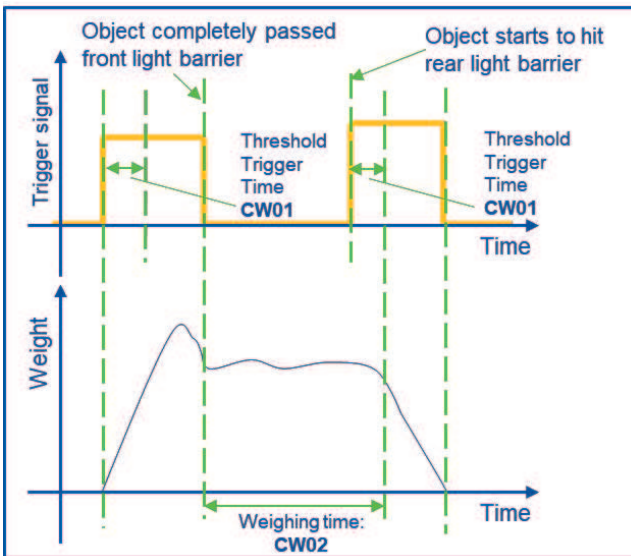 Object completely passed
front light barrier
Object starts to hit
rear light barrier
Trigger signal
Threshold
Trigger
Time
CW01
Threshold
Trigger
Time
CW01
Time
Weight
Time
Weighing time:
CW02